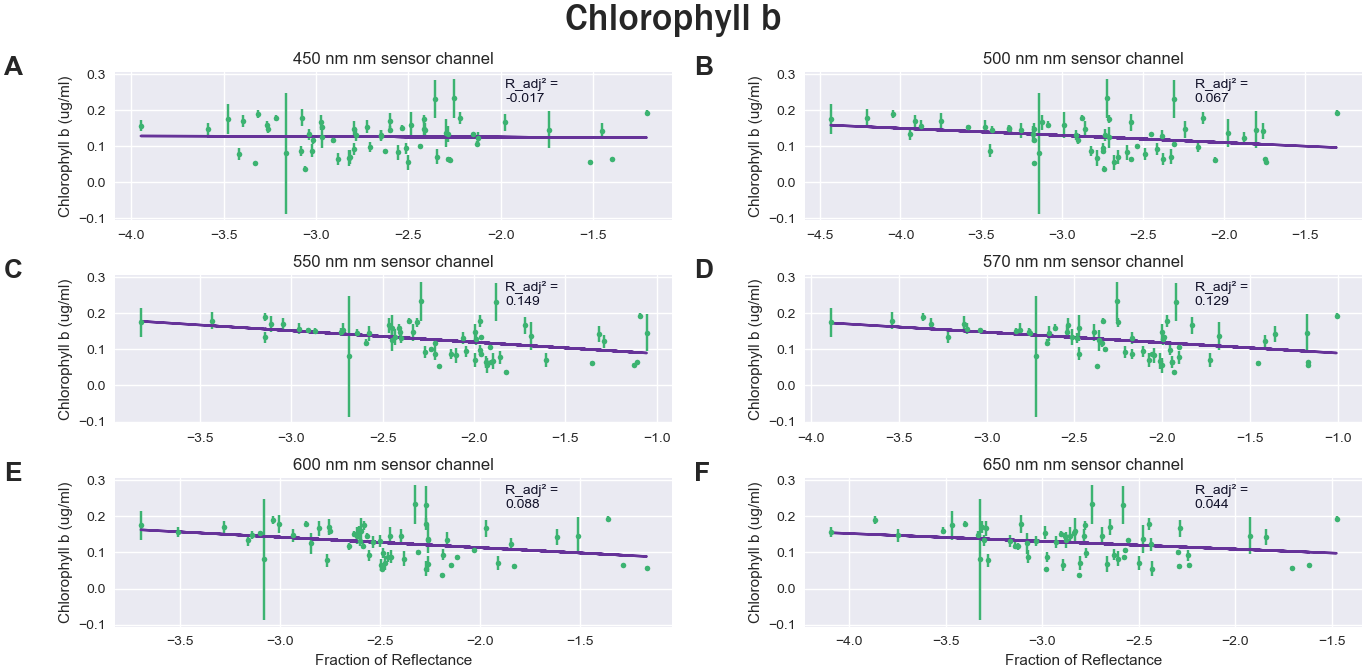 Chlorophyll b
A
450 nm nm sensor channel
Chlorophyll b (ug/ml)
0.3
0.2
0.1
0.0
−0.1
R_adj² =
-0.017
−4.0 −3.5 −3.0 −2.5 −2.0 −1.5
B
500 nm nm sensor channel
Chlorophyll b (ug/ml)
0.3
0.2
0.1
0.0
−0.1
R_adj² =
0.067
−4.5 −4.0 −3.5 −3.0 −2.5 −2.0 −1.5
C
550 nm nm sensor channel
Chlorophyll b (ug/ml)
0.3
0.2
0.1
0.0
−0.1
R_adj² =
0.149
−3.5 −3.0 −2.5 −2.0 −1.5 −1.0
D
570 nm nm sensor channel
Chlorophyll b (ug/ml)
0.3
0.2
0.1
0.0
−0.1
R_adj² =
0.129
−4.0 −3.5 −3.0 −2.5 −2.0 −1.5 −1.0
E
600 nm nm sensor channel
Chlorophyll b (ug/ml)
0.3
0.2
0.1
0.0
−0.1
R_adj² =
0.088
−3.5 −3.0 −2.5 −2.0 −1.5
Fraction of Reflectance
F
650 nm nm sensor channel
Chlorophyll b (ug/ml)
0.3
0.2
0.1
0.0
−0.1
R_adj² =
0.044
−4.0 −3.5 −3.0 −2.5 −2.0 −1.5
Fraction of Reflectance